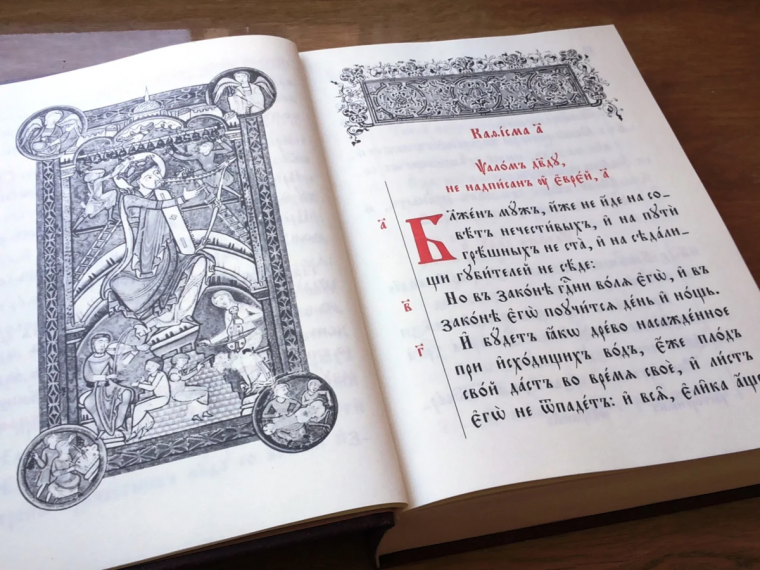 Каѳі́сма а҃
Ѱало́мъ дв҃ду,
не надпи́санъ ᲂу҆ є҆вре́й, а҃
а҃
Бл҃же́нъ мꙋ́жъ, и҆́же не и҆́де на со-
вѣ́тъ нечести́выхъ, и҆ на пꙋтѝ
грѣ́шныхъ не ста̀, и҆ на сѣда́ли-
щи гꙋби́телей не сѣ́де:
в҃
Но въ зако́нѣ гдⷭ҇ни во́лѧ є҆гѡ̀, и҆ въ
зако́нѣ є҆гѡ̀ поꙋчи́тсѧ де́нь и҆ но́щь.
г҃
И҆ бꙋ́детъ ꙗ҆́кѡ дре́во насажде́нное
при и҆схо́дищихъ во́дъ, є҆́же пло́дъ
сво́й да́стъ во вре́мѧ своѐ, и҆ ли́стъ
є҆гѡ̀ не ѿпаде́тъ: и҆ всѧ̑, є҆ли̑ка а҆́ще